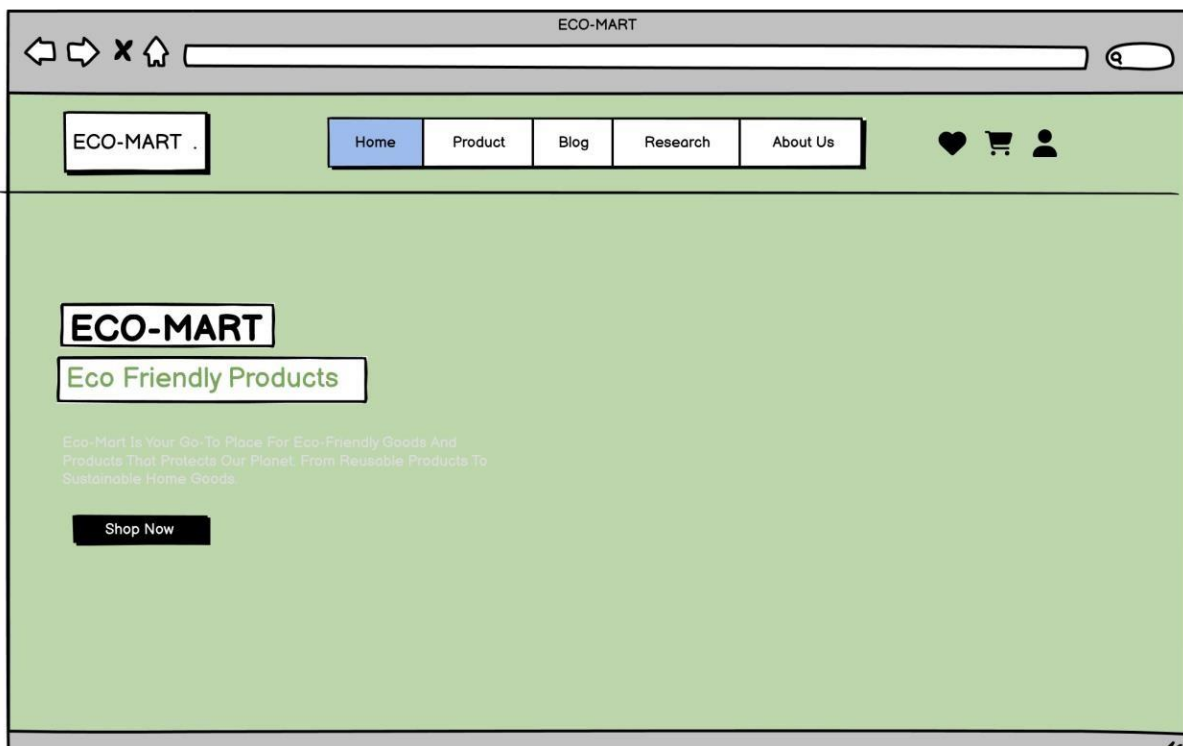 ECO-MART
ECO-MART .
Home Product Blog Research About Us
ECO-MART
Eco Friendly Products
Eco-Mart Is Your Go-To Place For Eco-Friendly Goods And
Products That Protects Our Planet. From Reusable Products To
Sustainable Home Goods.
Shop Now